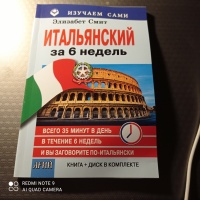 ИЗУЧАЕМ САМИ
Элизабет Смит
ИТАЛЬЯНСКИЙ
за 6 недель
ВСЕГО 35 МИНУТ В ДЕНЬ
В ТЕЧЕНИЕ 6 НЕДЕЛЬ
И ВЫ ЗАГОВОРИТЕ ПО-ИТАЛЬЯНСКИ
КНИГА + ДИСК В КОМПЛЕКТЕ
REDMI NOTE 9
AI QUAD CAMERA